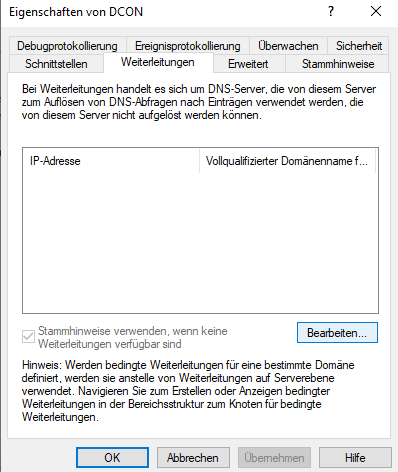 Eigenschaften von DCON
Debugprotokollierung Ereignisprotokollierung Überwachen Sicherheit
Schnittstellen Weiterleitungen Erweitert Stammhinweise
Bei Weiterleitungen handelt es sich um DNS-Server, die von diesem Server
zum Auflösen von DNS-Abfragen nach Einträgen verwendet werden, die
von diesem Server nicht aufgelöst werden können.
IP-Adresse Vollqualifizierter Domänenname f...
Stammhinweise verwenden, wenn keine
Weiterleitungen verfügbar sind
Bearbeiten...
Hinweis: Werden bedingte Weiterleitungen für eine bestimmte Domäne
definiert, werden sie anstelle von Weiterleitungen auf Serverebene
verwendet. Navigieren Sie zum Erstellen oder Anzeigen bedingter
Weiterleitungen in der Bereichsstruktur zum Knoten für bedingte
Weiterleitungen.
OK Abbrechen Übernehmen Hilfe